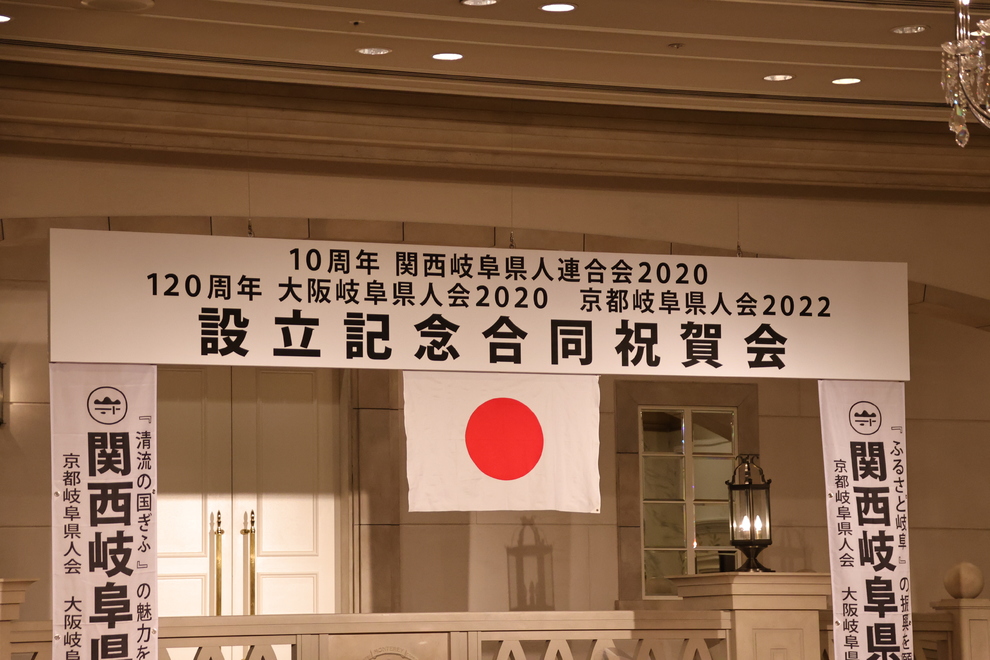 10周年 関西岐阜県人連合会2020
120周年 大阪岐阜県人会2020 京都岐阜県人会2022
設立記念合同祝賀会
『清流の国ぎふ』の魅力を
関西岐阜県
京都岐阜県人会 大阪岐阜県
『ふるさと岐阜』の振興を
関西岐阜県
京都岐阜県人会 大阪岐阜県